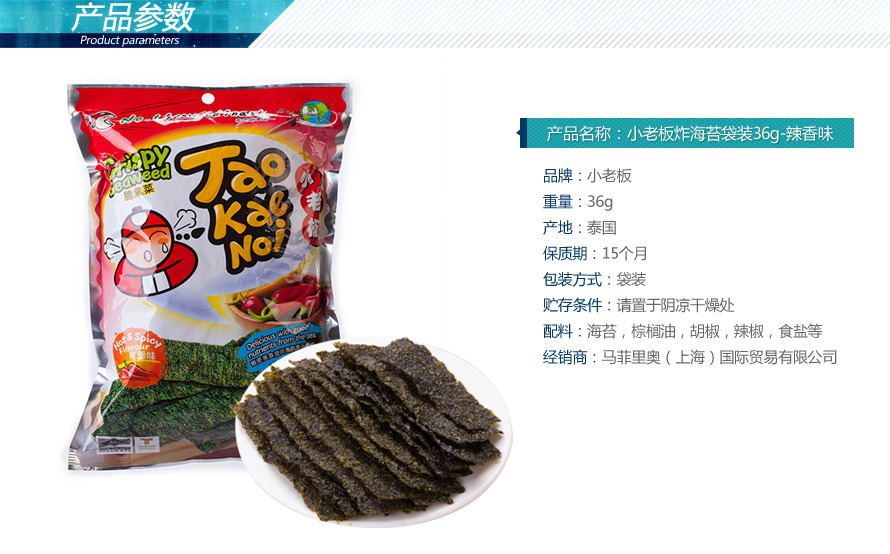 产品参数
Product parameters
No.1 Seaweed
Crispy
Seaweed
脆紫菜
Tao
Kae
Noi
小老板
Hot & Spicy
Flavour
Delicious with good
nutrients from the sea.
产品名称：小老板炸海苔袋装36g-辣香味
品牌：小老板
重量：36g
产地：泰国
保质期：15个月
包装方式：袋装
贮存条件：请置于阴凉干燥处
配料：海苔，棕榈油，胡椒，辣椒，食盐等
经销商：马菲里奥（上海）国际贸易有限公司